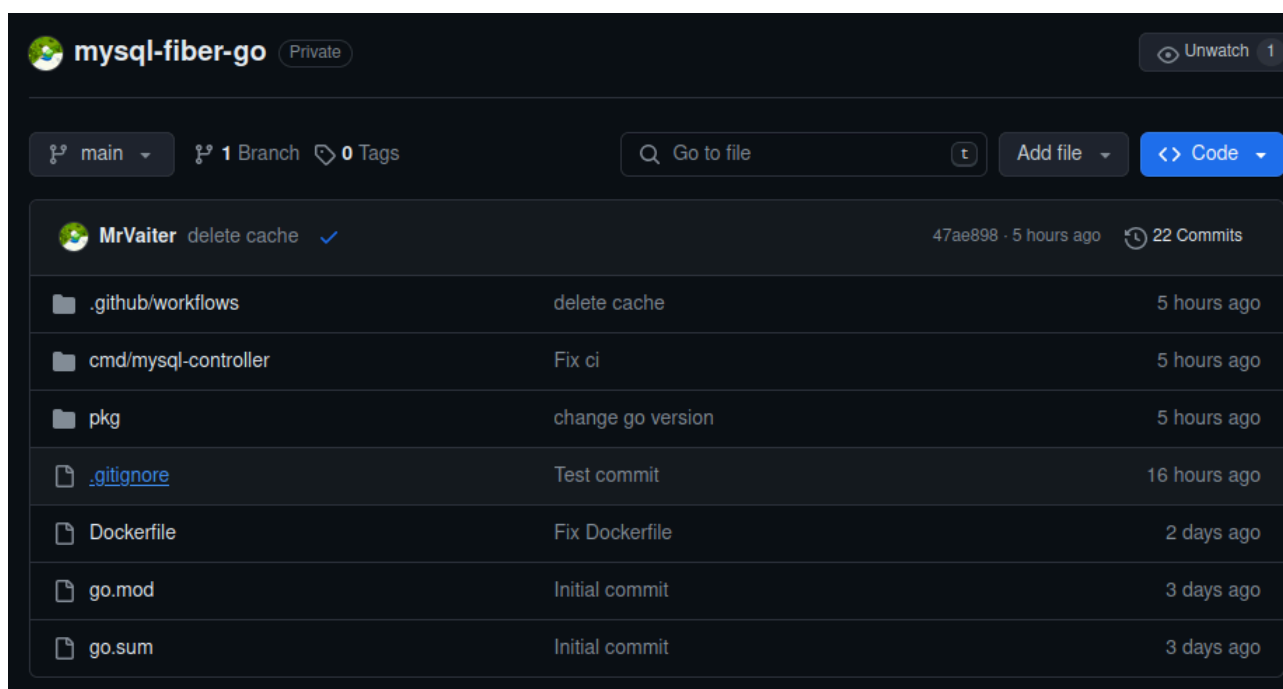 mysql-fiber-go Private Unwatch 1
main 1 Branch 0 Tags Go to file t Add file Code
MrVaiter delete cache 47ae898 · 5 hours ago 22 Commits
.github/workflows delete cache 5 hours ago
cmd/mysql-controller Fix ci 5 hours ago
pkg change go version 5 hours ago
.gitignore Test commit 16 hours ago
Dockerfile Fix Dockerfile 2 days ago
go.mod Initial commit 3 days ago
go.sum Initial commit 3 days ago